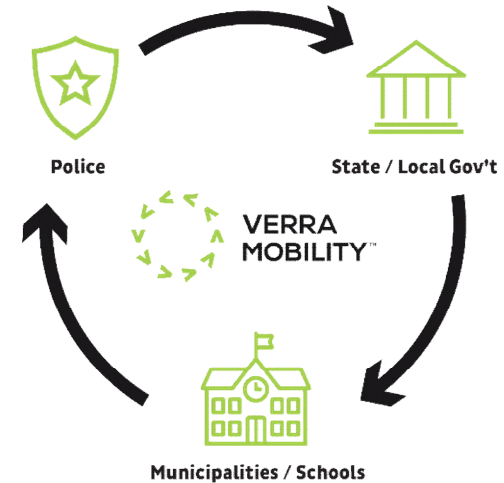 Police
State / Local Gov't
VERRA
MOBILITY™
Municipalities / Schools